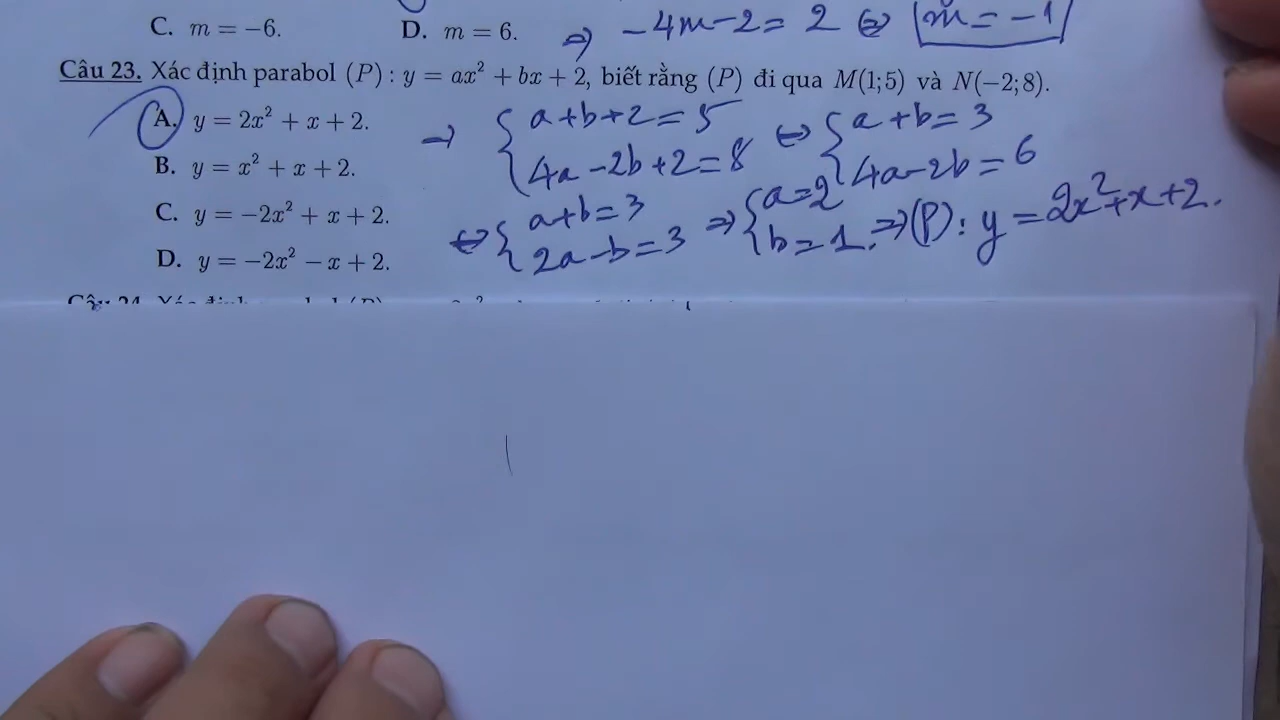 C. m = −6. D. m = 6. ⇒ −4m−2 = 2 ⇔ m = −1
Câu 23. Xác định parabol (P) : y = ax² + bx + 2, biết rằng (P) đi qua M(1;5) và N(−2;8).
A. y = 2x² + x + 2. → { a+b+2=5 ⇔ { a+b=3
B. y = x² + x + 2. 4a−2b+2=8 4a−2b=6
C. y = −2x² + x + 2. ⇔ { a+b=3 ⇒ { a=2
D. y = −2x² − x + 2. 2a−b=3 b=1. ⇒ (P): y = 2x²+x+2.